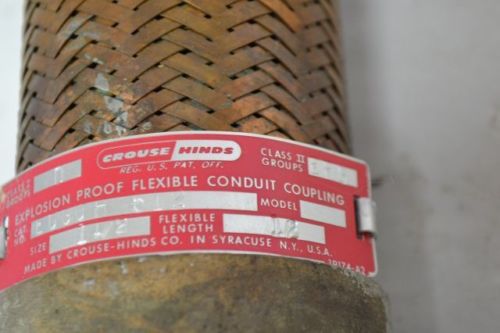 CROUSE HINDS
REG. U.S. PAT. OFF.
CLASS I
GROUPS D
CLASS II
GROUPS
EXPLOSION PROOF FLEXIBLE CONDUIT COUPLING
CAT. NO.
MODEL
SIZE 1 1/2 FLEXIBLE LENGTH 12
MADE BY CROUSE-HINDS CO. IN SYRACUSE N.Y., U.S.A.